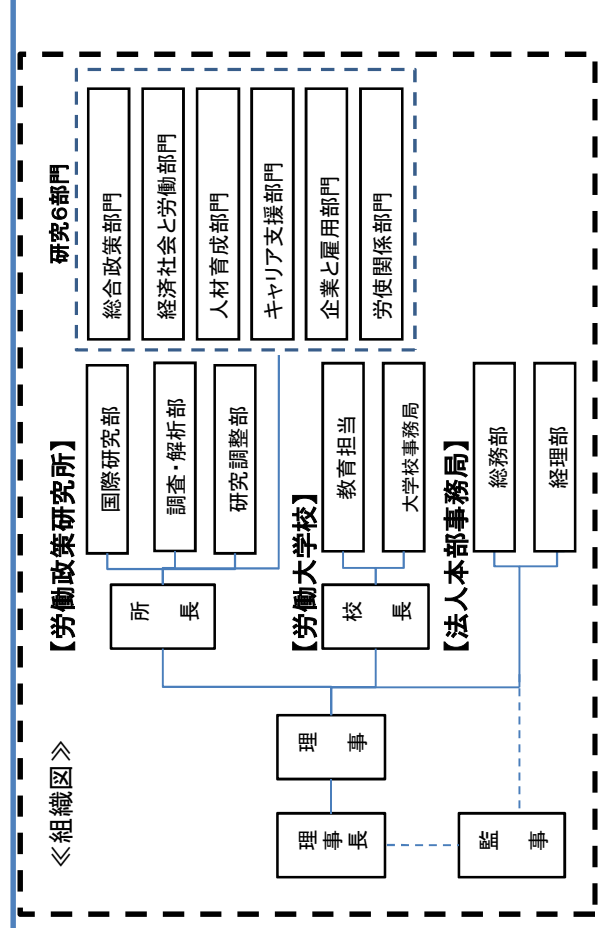 ≪組織図≫
理事長
理事
監事
【労働政策研究所】
所長
国際研究部
調査・解析部
研究調整部
研究6部門
総合政策部門
経済社会と労働部門
人材育成部門
キャリア支援部門
企業と雇用部門
労使関係部門
【労働大学校】
校長
教育担当
大学校事務局
【法人本部事務局】
総務部
経理部